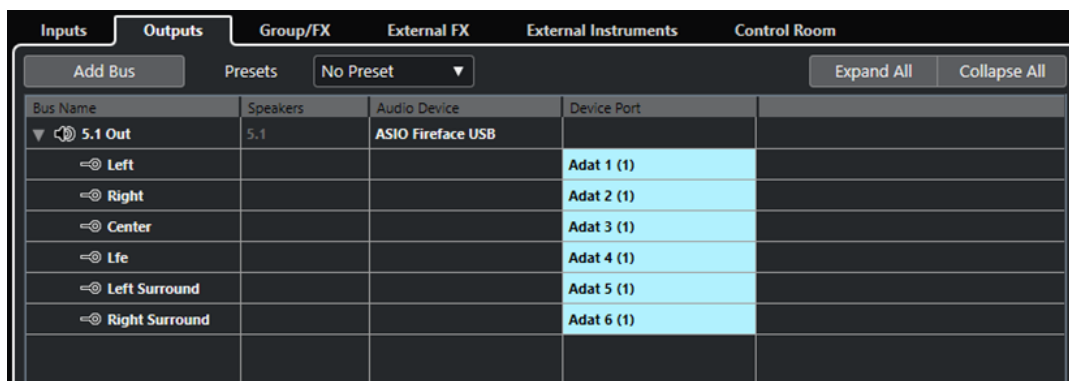 Inputs Outputs Group/FX External FX External Instruments Control Room
Add Bus Presets No Preset Expand All Collapse All
Bus Name Speakers Audio Device Device Port
5.1 Out 5.1 ASIO Fireface USB
Left Adat 1 (1)
Right Adat 2 (1)
Center Adat 3 (1)
Lfe Adat 4 (1)
Left Surround Adat 5 (1)
Right Surround Adat 6 (1)